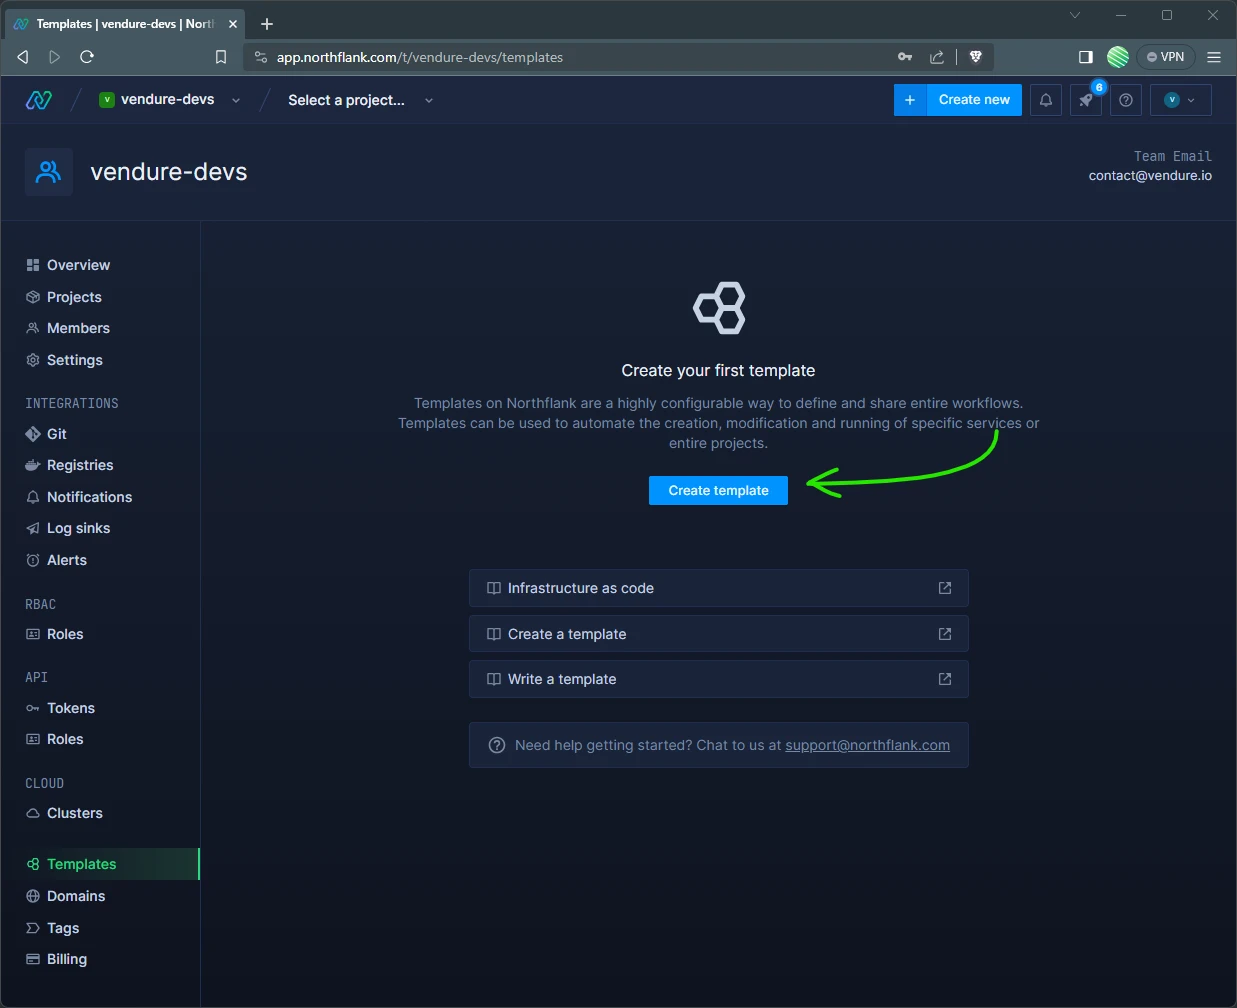 Templates | vendure-devs | North
app.northflank.com/t/vendure-devs/templates
VPN
v vendure-devs
Select a project...
+ Create new
6
v
vendure-devs
Team Email
contact@vendure.io
Overview
Projects
Members
Settings
INTEGRATIONS
Git
Registries
Notifications
Log sinks
Alerts
RBAC
Roles
API
Tokens
Roles
CLOUD
Clusters
Templates
Domains
Tags
Billing
Create your first template
Templates on Northflank are a highly configurable way to define and share entire workflows.
Templates can be used to automate the creation, modification and running of specific services or
entire projects.
Create template
Infrastructure as code
Create a template
Write a template
Need help getting started? Chat to us at support@northflank.com